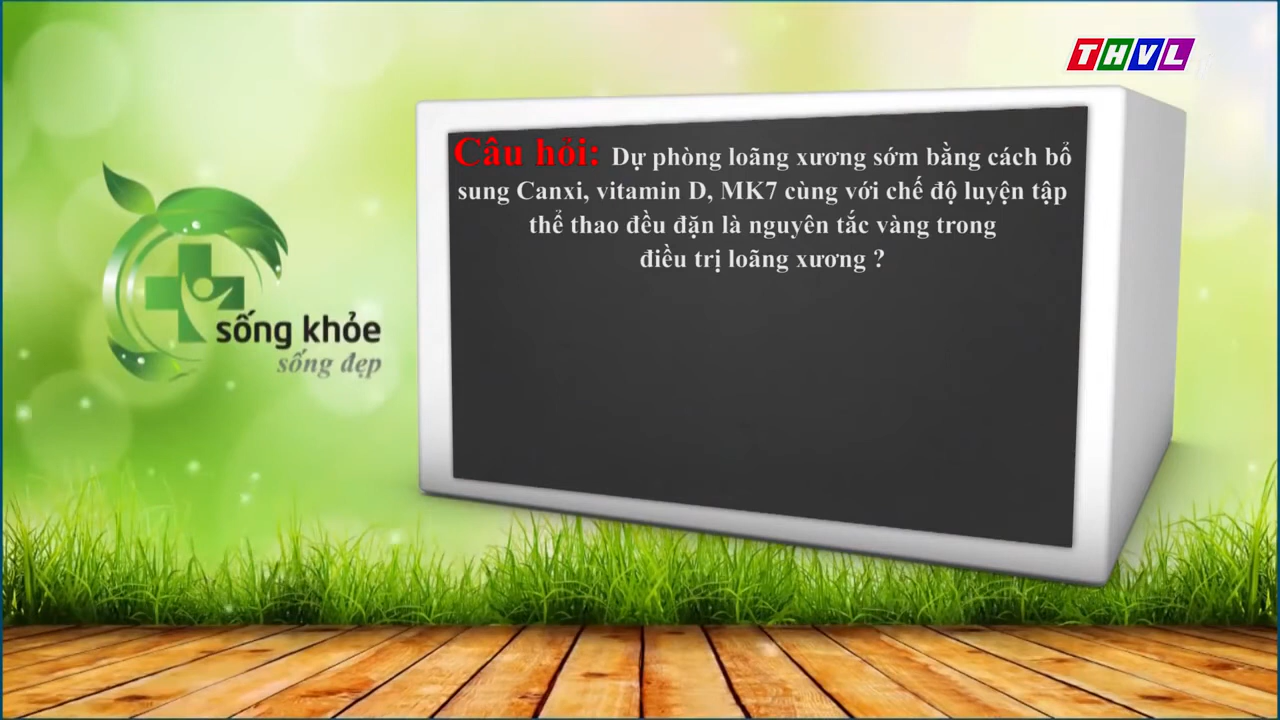 THVL
Câu hỏi: Dự phòng loãng xương sớm bằng cách bổ
sung Canxi, vitamin D, MK7 cùng với chế độ luyện tập
thể thao đều đặn là nguyên tắc vàng trong
điều trị loãng xương ?
sống khỏe
sống đẹp